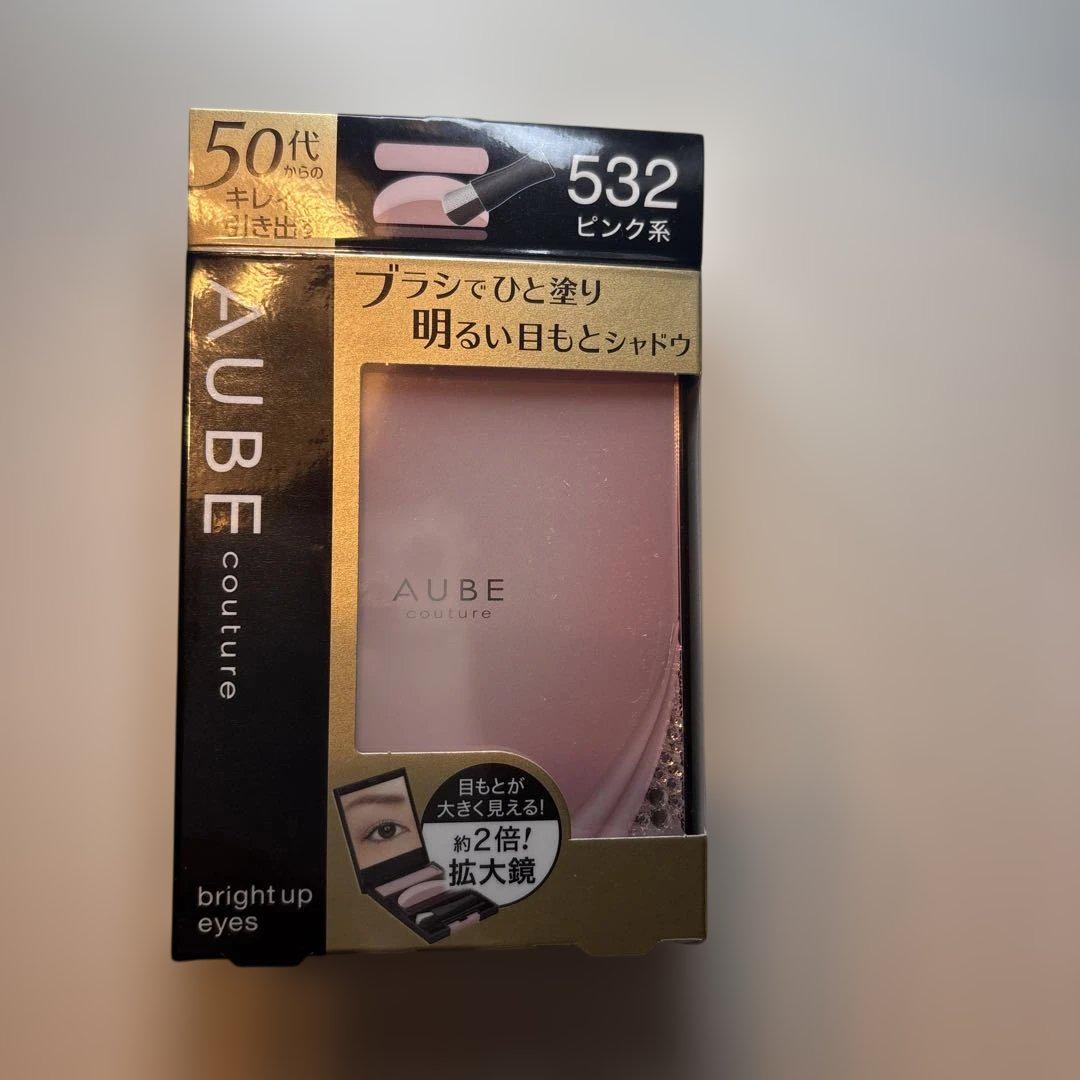 50代
からの
キレイ
引き出す
532
ピンク系
ブラシでひと塗り
明るい目もとシャドウ
AUBE
couture
AUBE
couture
目もとが
大きく見える!
約2倍!
拡大鏡
bright up
eyes